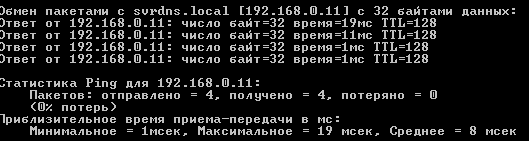 Обмен пакетами с svrdns.local [192.168.0.11] с 32 байтами данных:
Ответ от 192.168.0.11: число байт=32 время=19мс TTL=128
Ответ от 192.168.0.11: число байт=32 время=11мс TTL=128
Ответ от 192.168.0.11: число байт=32 время=1мс TTL=128
Ответ от 192.168.0.11: число байт=32 время=1мс TTL=128
Статистика Ping для 192.168.0.11:
Пакетов: отправлено = 4, получено = 4, потеряно = 0
(0% потерь)
Приблизительное время приема-передачи в мс:
Минимальное = 1мсек, Максимальное = 19 мсек, Среднее = 8 мсек